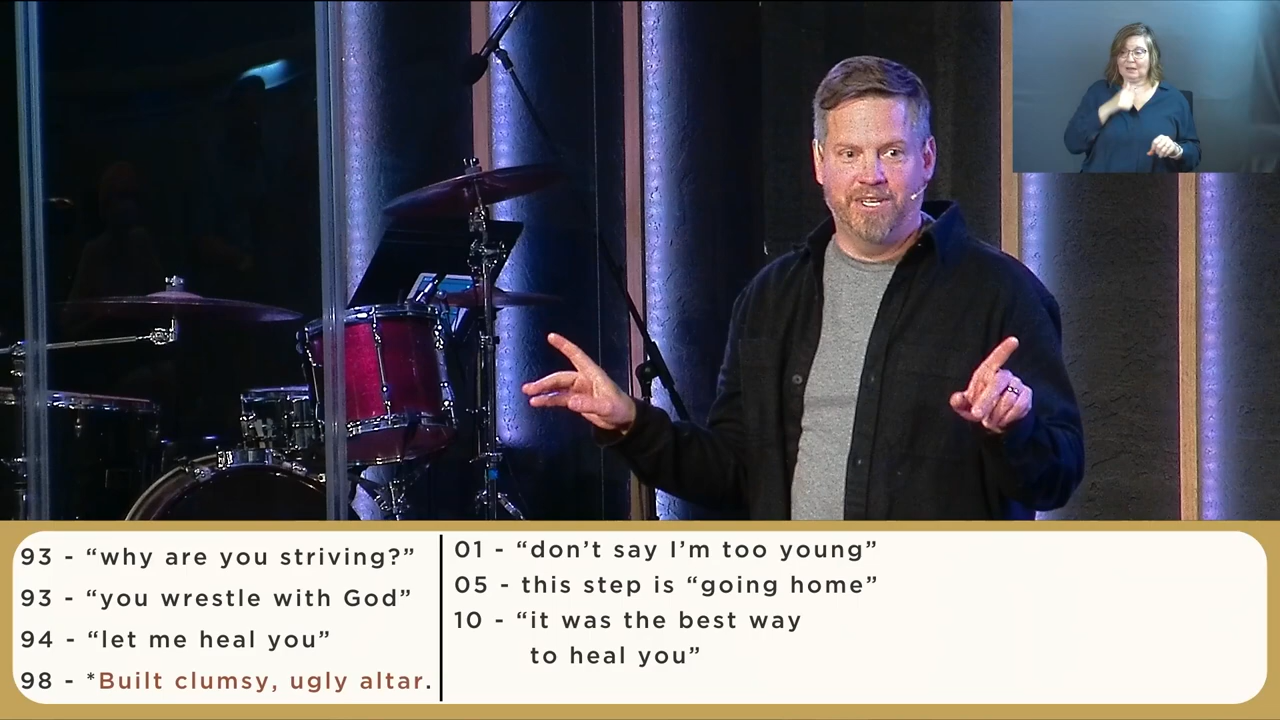 93 - “why are you striving?”
93 - “you wrestle with God”
94 - “let me heal you”
98 - *Built clumsy, ugly altar.
01 - “don’t say I’m too young”
05 - this step is “going home”
10 - “it was the best way
to heal you”